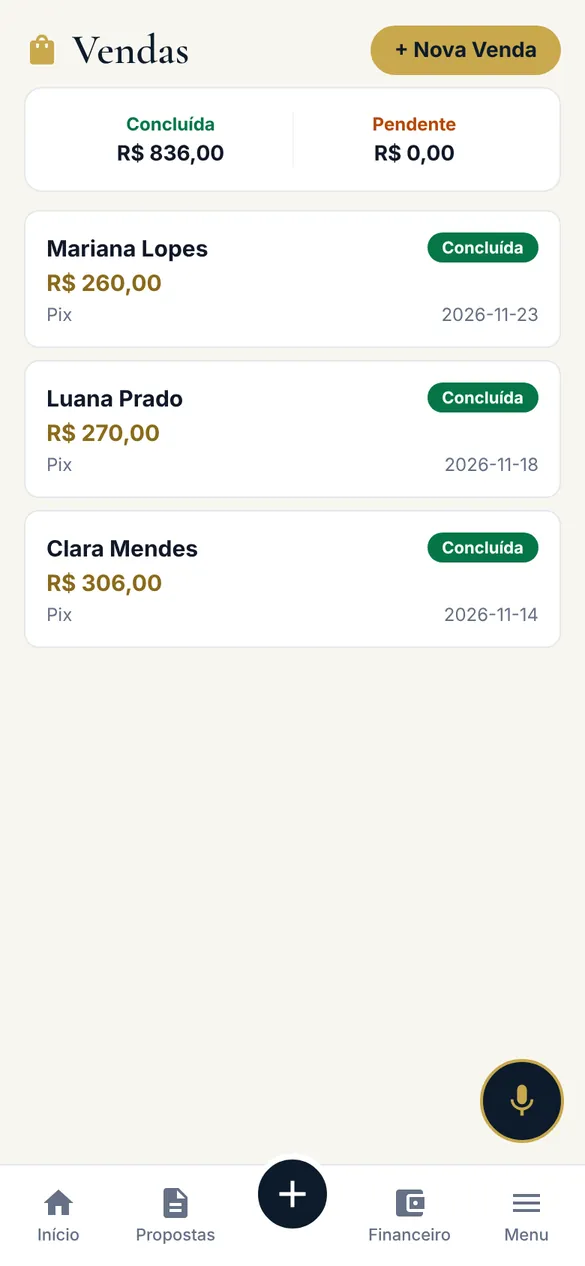 Vendas
+ Nova Venda
Concluída
R$ 836,00
Pendente
R$ 0,00
Mariana Lopes
Concluída
R$ 260,00
Pix
2026-11-23
Luana Prado
Concluída
R$ 270,00
Pix
2026-11-18
Clara Mendes
Concluída
R$ 306,00
Pix
2026-11-14
Início
Propostas
Financeiro
Menu